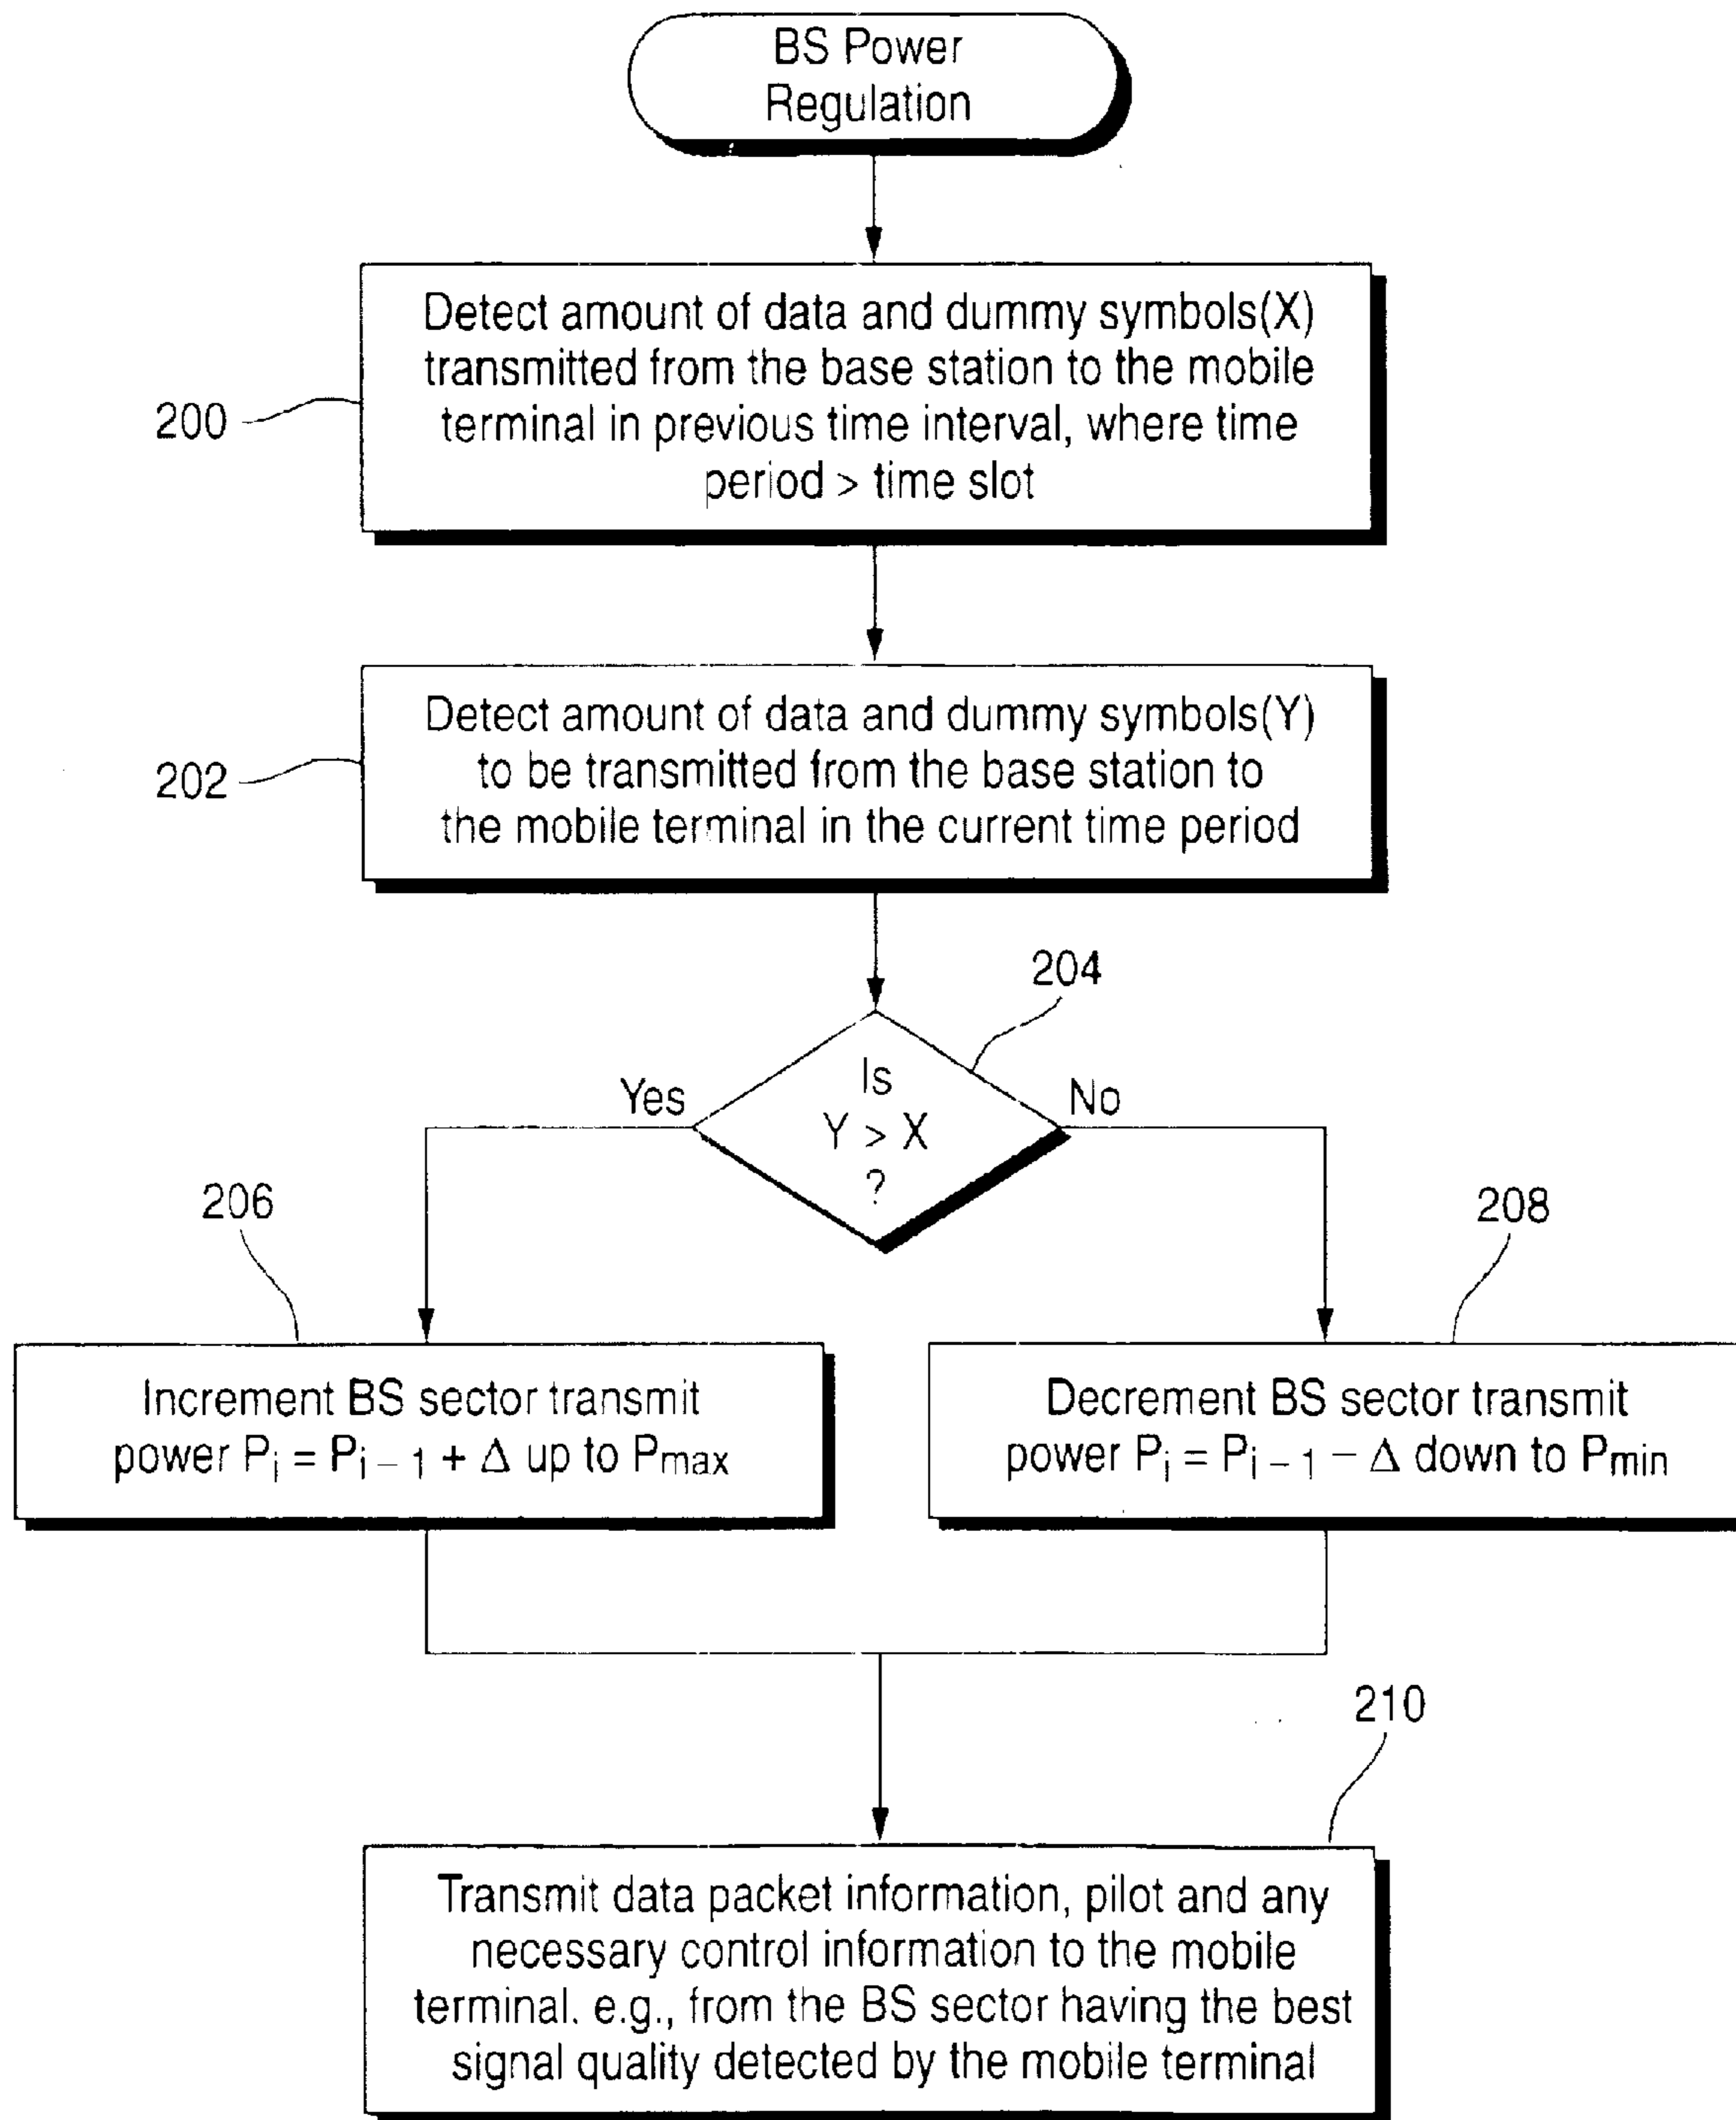 BS Power
Regulation
Detect amount of data and dummy symbols(X)
transmitted from the base station to the mobile
terminal in previous time interval, where time
period > time slot
200
Detect amount of data and dummy symbols(Y)
to be transmitted from the base station to
the mobile terminal in the current time period
202
204
Is
Y > X
?
Yes
No
206
208
Increment BS sector transmit
power Pi = Pi – 1 + Δ up to Pmax
Decrement BS sector transmit
power Pi = Pi – 1 – Δ down to Pmin
210
Transmit data packet information, pilot and any
necessary control information to the mobile
terminal. e.g., from the BS sector having the best
signal quality detected by the mobile terminal